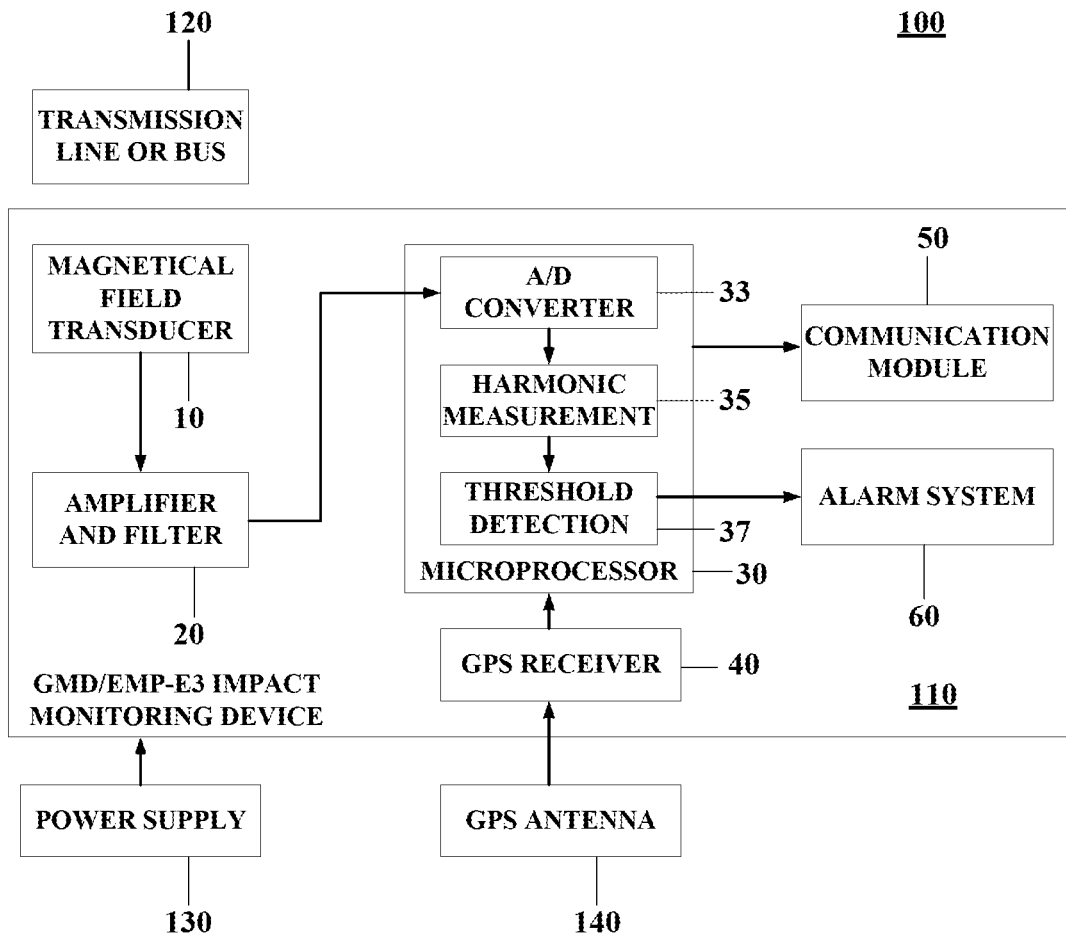 120
100
TRANSMISSION
LINE OR BUS
MAGNETICAL
FIELD
TRANSDUCER
10
AMPLIFIER
AND FILTER
20
A/D
CONVERTER
33
HARMONIC
MEASUREMENT
35
THRESHOLD
DETECTION
37
MICROPROCESSOR
30
50
COMMUNICATION
MODULE
ALARM SYSTEM
60
GPS RECEIVER
40
GMD/EMP-E3 IMPACT
MONITORING DEVICE
110
POWER SUPPLY
130
GPS ANTENNA
140